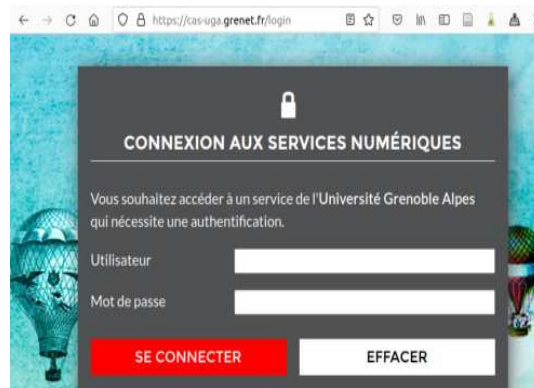 https://cas-uga.grenet.fr/login
CONNEXION AUX SERVICES NUMÉRIQUES
Vous souhaitez accéder à un service de l'Université Grenoble Alpes
qui nécessite une authentification.
Utilisateur
Mot de passe
SE CONNECTER EFFACER